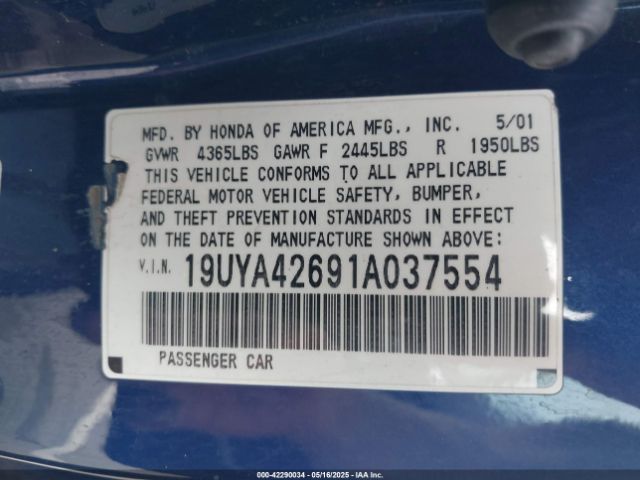 MFD. BY HONDA OF AMERICA MFG., INC. 5/01
GVWR 4365LBS GAWR F 2445LBS R 1950LBS
THIS VEHICLE CONFORMS TO ALL APPLICABLE
FEDERAL MOTOR VEHICLE SAFETY, BUMPER,
AND THEFT PREVENTION STANDARDS IN EFFECT
ON THE DATE OF MANUFACTURE SHOWN ABOVE:
V.I.N. 19UYA42691A037554
PASSENGER CAR
000-42290034 - 05/16/2025 - IAAI.COM